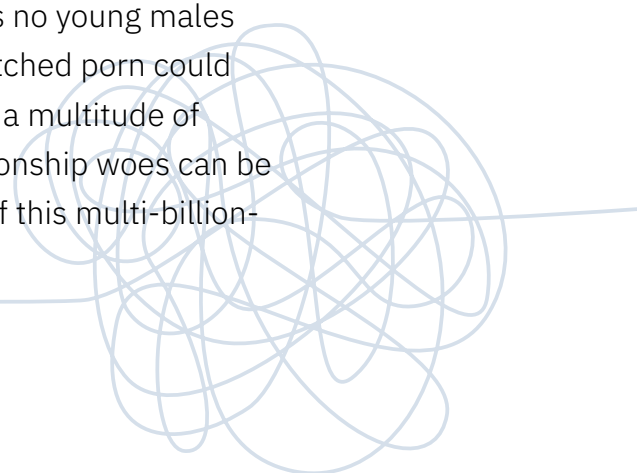 s no young males
tched porn could
a multitude of
onship woes can be
f this multi-billion-